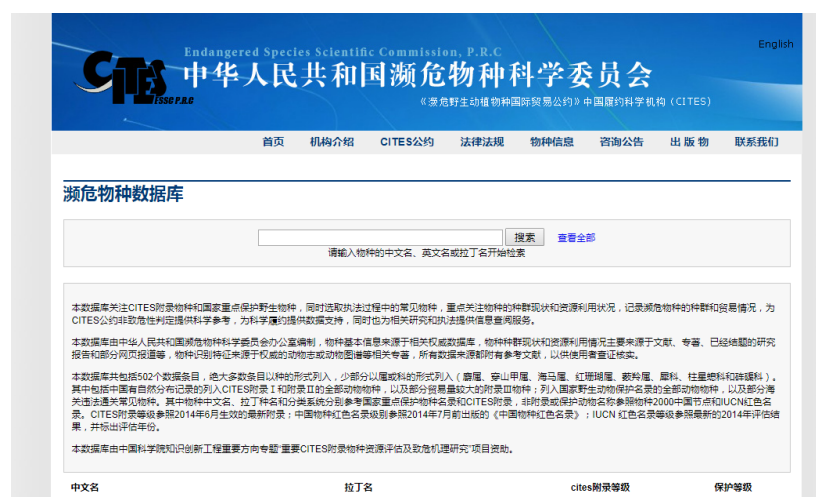 English
Endangered Species Scientific Commission, P.R.C
CITES
ESSC P.R.C
中华人民共和国濒危物种科学委员会
《濒危野生动植物种国际贸易公约》中国履约科学机构 (CITES)
首页 机构介绍 CITES公约 法律法规 物种信息 咨询公告 出 版 物 联系我们
濒危物种数据库
搜索 查看全部
请输入物种的中文名、英文名或拉丁名开始检索
本数据库关注CITES附录物种和国家重点保护野生物种，同时选取执法过程中的常见物种，重点关注物种的种群现状和资源利用状况，记录濒危物种的种群和贸易情况，为
CITES公约非致危性判定提供科学参考，为科学履约提供数据支持，同时也为相关研究和执法提供信息查阅服务。
本数据库由中华人民共和国濒危物种科学委员会办公室编制，物种基本信息来源于相关权威数据库，物种种群现状和资源利用情况主要来源于文献、专著、已经结题的研究
报告和部分网页报道等，物种识别特征来源于权威的动物志或动物图谱等相关专著，所有数据来源都附有参考文献，以供使用者查证核实。
本数据库共包括502个数据条目，绝大多数条目以种的形式列入，少部分以属或科的形式列入（麝属、穿山甲属、海马属、红珊瑚属、薮羚属、犀科、柱星螅科和砗磲科）。
其中包括中国有自然分布记录的列入CITES附录 I 和附录II的全部动物物种，以及部分贸易量较大的附录III物种；列入国家野生动物保护名录的全部动物物种，以及部分海
关违法通关常见物种。其中物种中文名、拉丁种名和分类系统分别参考国家重点保护物种名录和CITES附录，非附录或保护动物名称参照物种2000中国节点和IUCN红色名
录。CITES附录等级参照2014年6月生效的最新附录；中国物种红色名录级别参照2014年7月前出版的《中国物种红色名录》；IUCN 红色名录等级参照最新的2014年评估结
果，并标出评估年份。
本数据库由中国科学院知识创新工程重要方向专题“重要CITES附录物种资源评估及致危机理研究”项目资助。
中文名 拉丁名 cites附录等级 保护等级